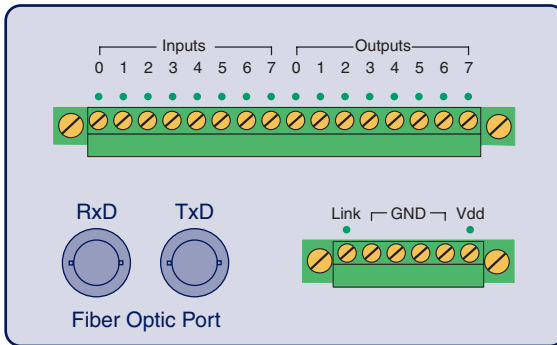 Inputs Outputs
0 1 2 3 4 5 6 7 0 1 2 3 4 5 6 7
RxD TxD
Link GND Vdd
Fiber Optic Port